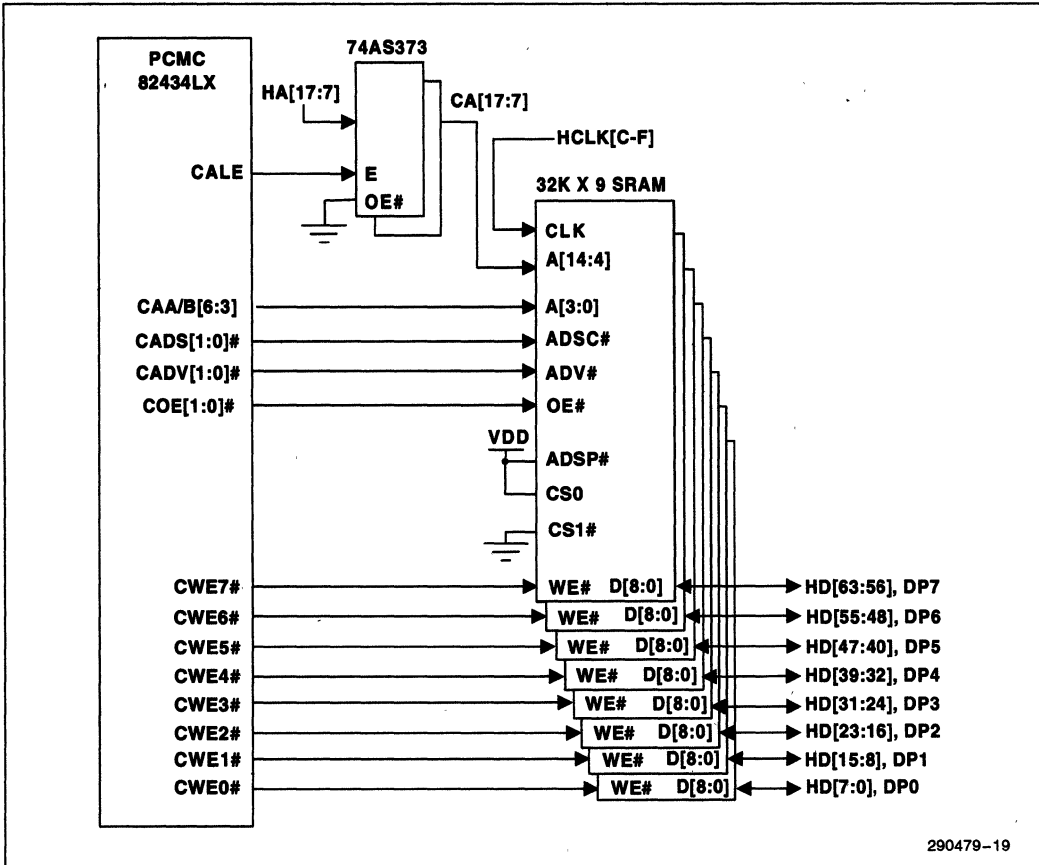 PCMC
82434LX
74AS373
HA[17:7]
CA[17:7]
HCLK[C-F]
CALE
E
OE#
32K X 9 SRAM
CLK
A[14:4]
CAA/B[6:3]
A[3:0]
CADS[1:0]#
ADSC#
CADV[1:0]#
ADV#
COE[1:0]#
OE#
VDD
ADSP#
CS0
CS1#
CWE7#
WE# D[8:0]
HD[63:56], DP7
CWE6#
WE# D[8:0]
HD[55:48], DP6
CWE5#
WE# D[8:0]
HD[47:40], DP5
CWE4#
WE# D[8:0]
HD[39:32], DP4
CWE3#
WE# D[8:0]
HD[31:24], DP3
CWE2#
WE# D[8:0]
HD[23:16], DP2
CWE1#
WE# D[8:0]
HD[15:8], DP1
CWE0#
WE# D[8:0]
HD[7:0], DP0
290479-19